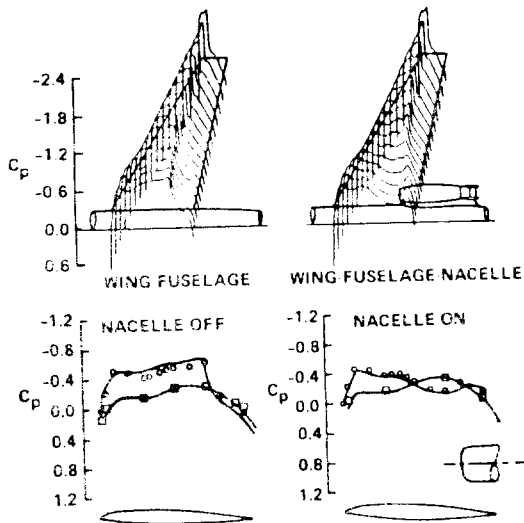 -2.4
-1.8
-1.2
-0.6
0.0
0.6
Cp
WING FUSELAGE
WING FUSELAGE NACELLE
-1.2
-0.8
-0.4
0.0
0.4
0.8
1.2
Cp
NACELLE OFF
-1.2
-0.8
-0.4
0.0
0.4
0.8
1.2
Cp
NACELLE ON